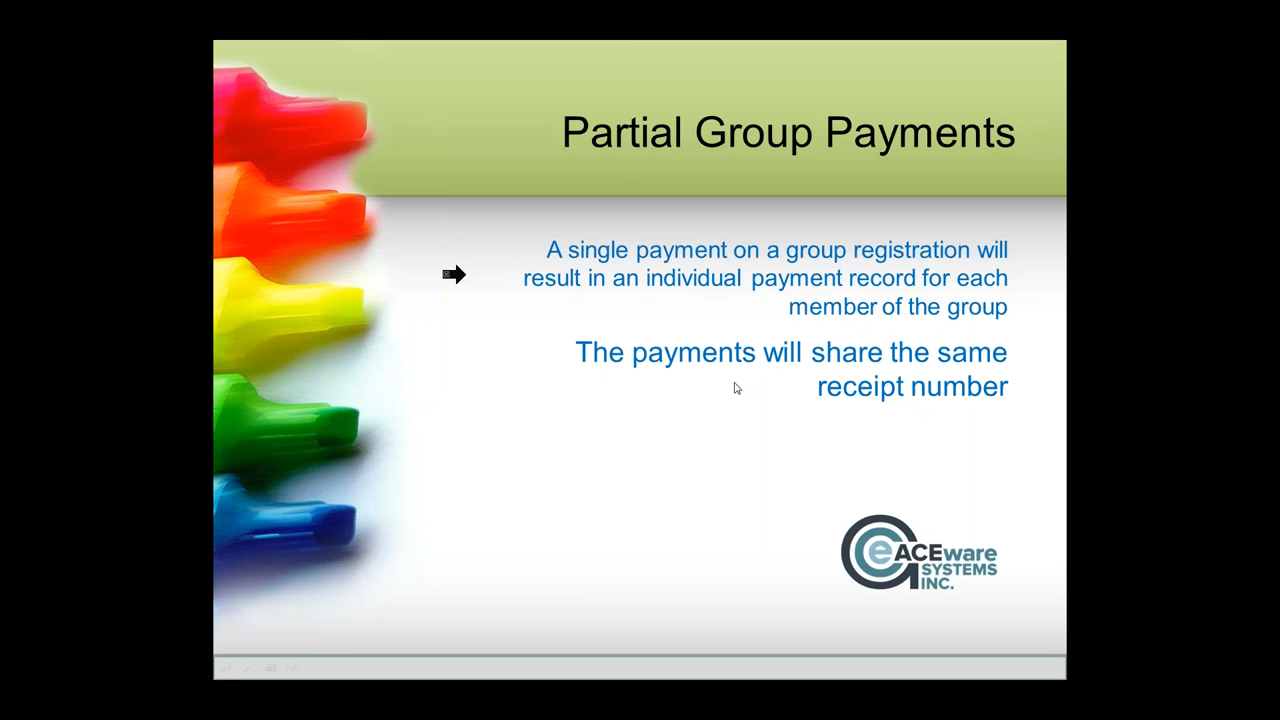 Partial Group Payments
A single payment on a group registration will
result in an individual payment record for each
member of the group
The payments will share the same
receipt number
e ACEware
SYSTEMS
INC.